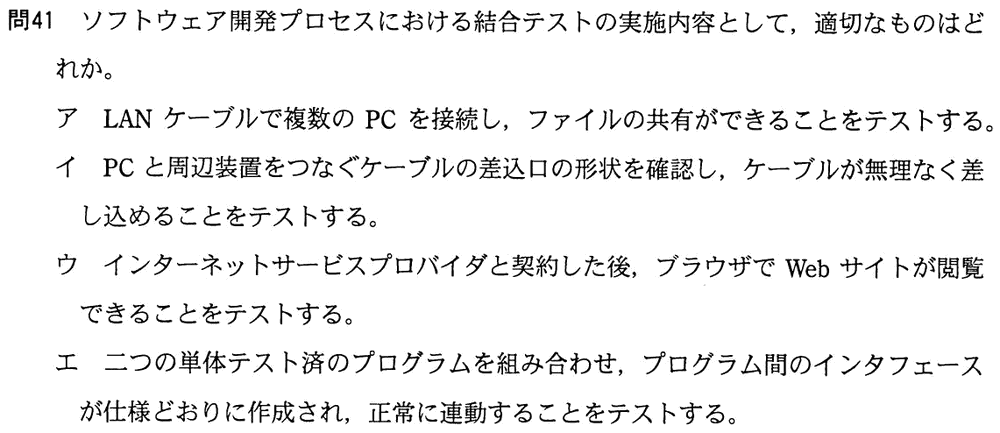 問41 ソフトウェア開発プロセスにおける結合テストの実施内容として，適切なものはど
れか。
ア LAN ケーブルで複数の PC を接続し，ファイルの共有ができることをテストする。
イ PC と周辺装置をつなぐケーブルの差込口の形状を確認し，ケーブルが無理なく差
し込めることをテストする。
ウ インターネットサービスプロバイダと契約した後，ブラウザで Web サイトが閲覧
できることをテストする。
エ 二つの単体テスト済のプログラムを組み合わせ，プログラム間のインタフェース
が仕様どおりに作成され，正常に連動することをテストする。